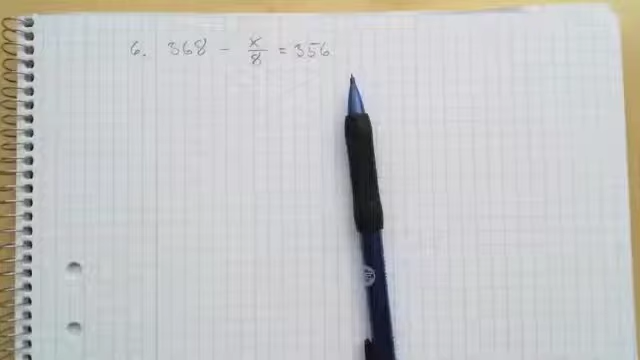 6. 368 - x/8 = 356